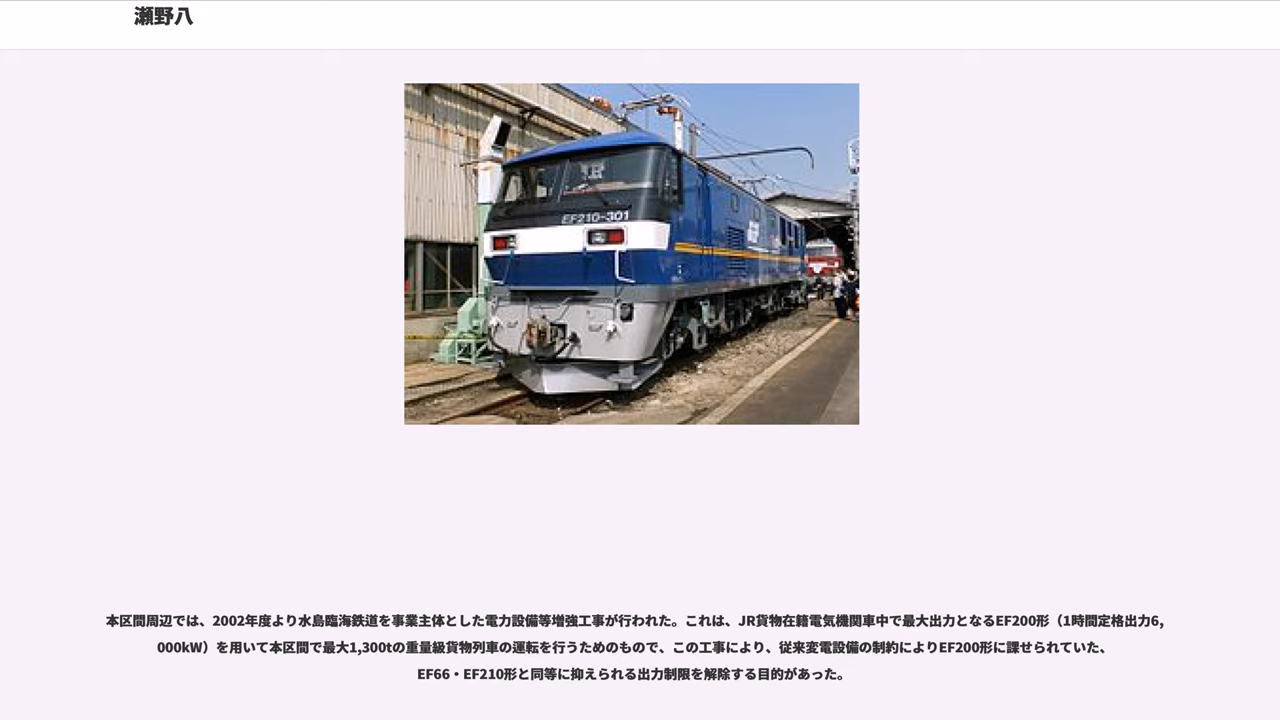 瀬野八
EF210-301
本区間周辺では、2002年度より水島臨海鉄道を事業主体とした電力設備等増強工事が行われた。これは、JR貨物在籍電気機関車中で最大出力となるEF200形（1時間定格出力6,
000kW）を用いて本区間で最大1,300tの重量級貨物列車の運転を行うためのもので、この工事により、従来変電設備の制約によりEF200形に課せられていた、
EF66・EF210形と同等に抑えられる出力制限を解除する目的があった。